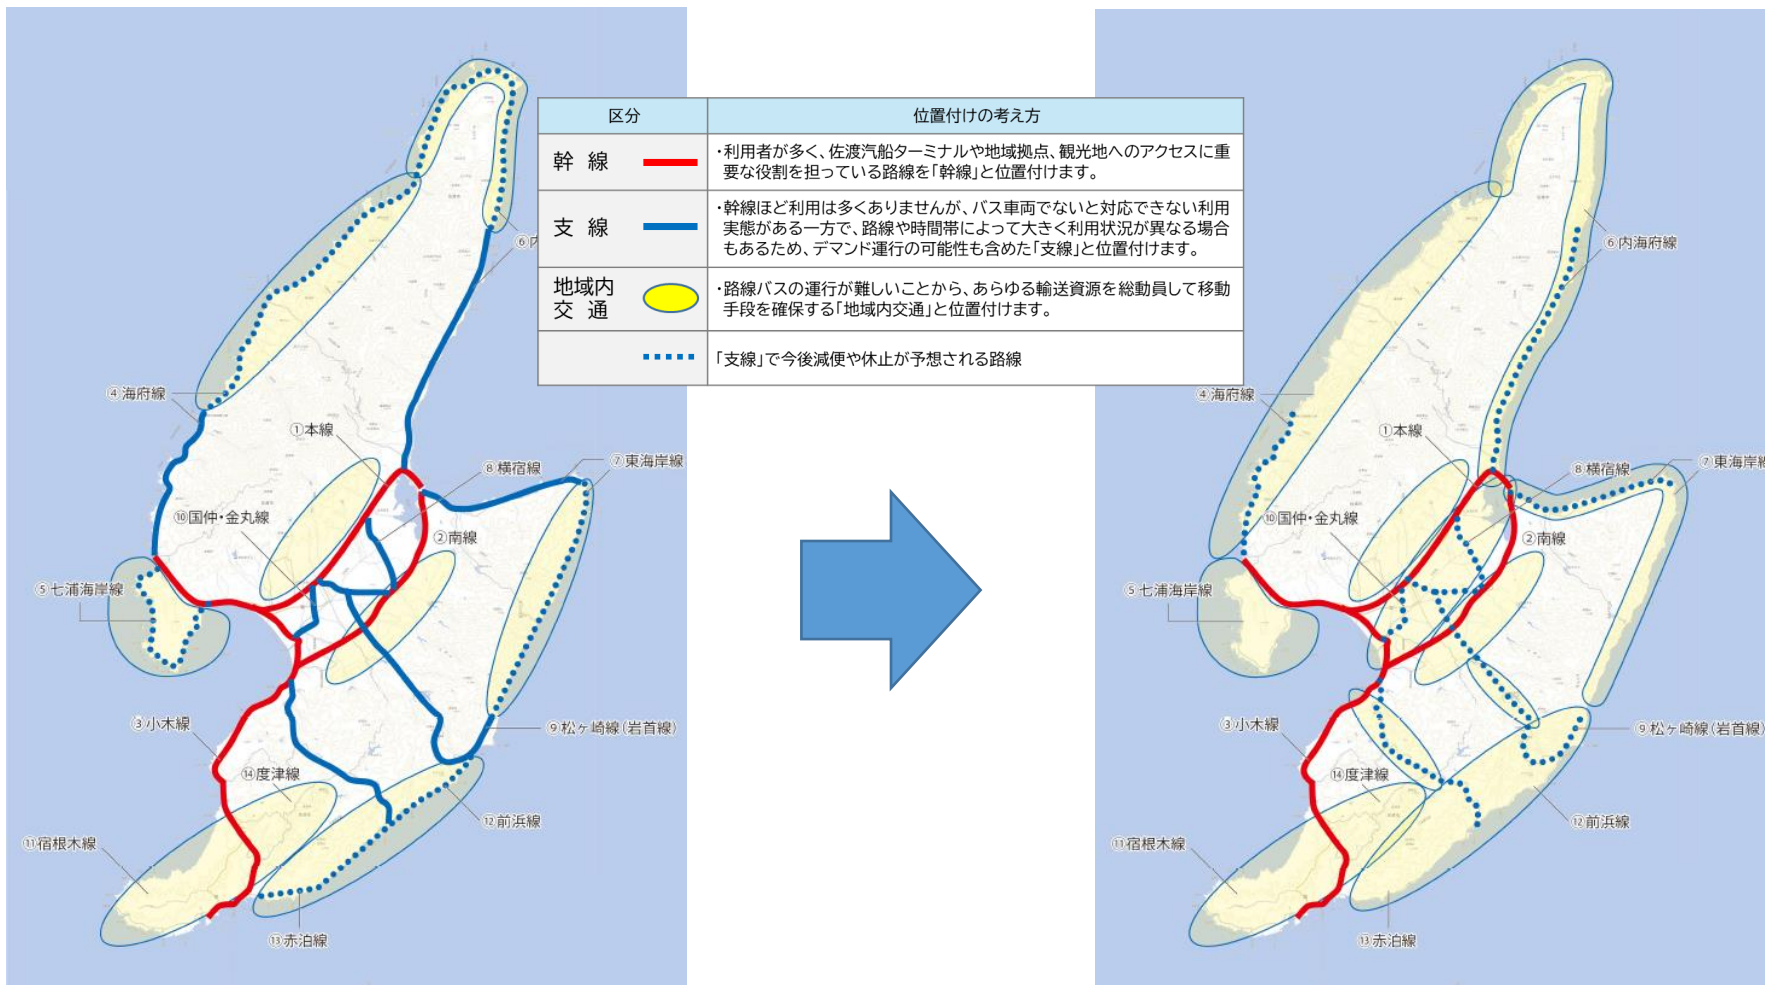 区分
位置付けの考え方
幹 線
・利用者が多く、佐渡汽船ターミナルや地域拠点、観光地へのアクセスに重
要な役割を担っている路線を「幹線」と位置付けます。
支 線
・幹線ほど利用は多くありませんが、バス車両でないと対応できない利用
実態がある一方で、路線や時間帯によって大きく利用状況が異なる場合
もあるため、デマンド運行の可能性も含めた「支線」と位置付けます。
地域内
交 通
・路線バスの運行が難しいことから、あらゆる輸送資源を総動員して移動
手段を確保する「地域内交通」と位置付けます。
「支線」で今後減便や休止が予想される路線
⑥内
④海府線
①本線
⑧横宿線
⑦東海岸線
⑩国仲・金丸線
②南線
⑤七浦海岸線
③小木線
⑨松ヶ崎線(岩首線)
⑭度津線
⑫前浜線
⑪宿根木線
⑬赤泊線
⑥内海府線
④海府線
①本線
⑧横宿線
⑦東海岸線
⑩国仲・金丸線
②南線
⑤七浦海岸線
③小木線
⑨松ヶ崎線(岩首線)
⑭度津線
⑫前浜線
⑪宿根木線
⑬赤泊線